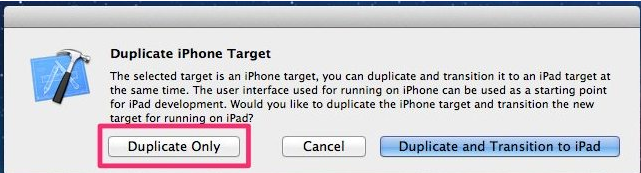 Duplicate iPhone Target
The selected target is an iPhone target, you can duplicate and transition it to an iPad target at
the same time. The user interface used for running on iPhone can be used as a starting point
for iPad development. Would you like to duplicate the iPhone target and transition the new
target for running on iPad?
Duplicate Only Cancel Duplicate and Transition to iPad